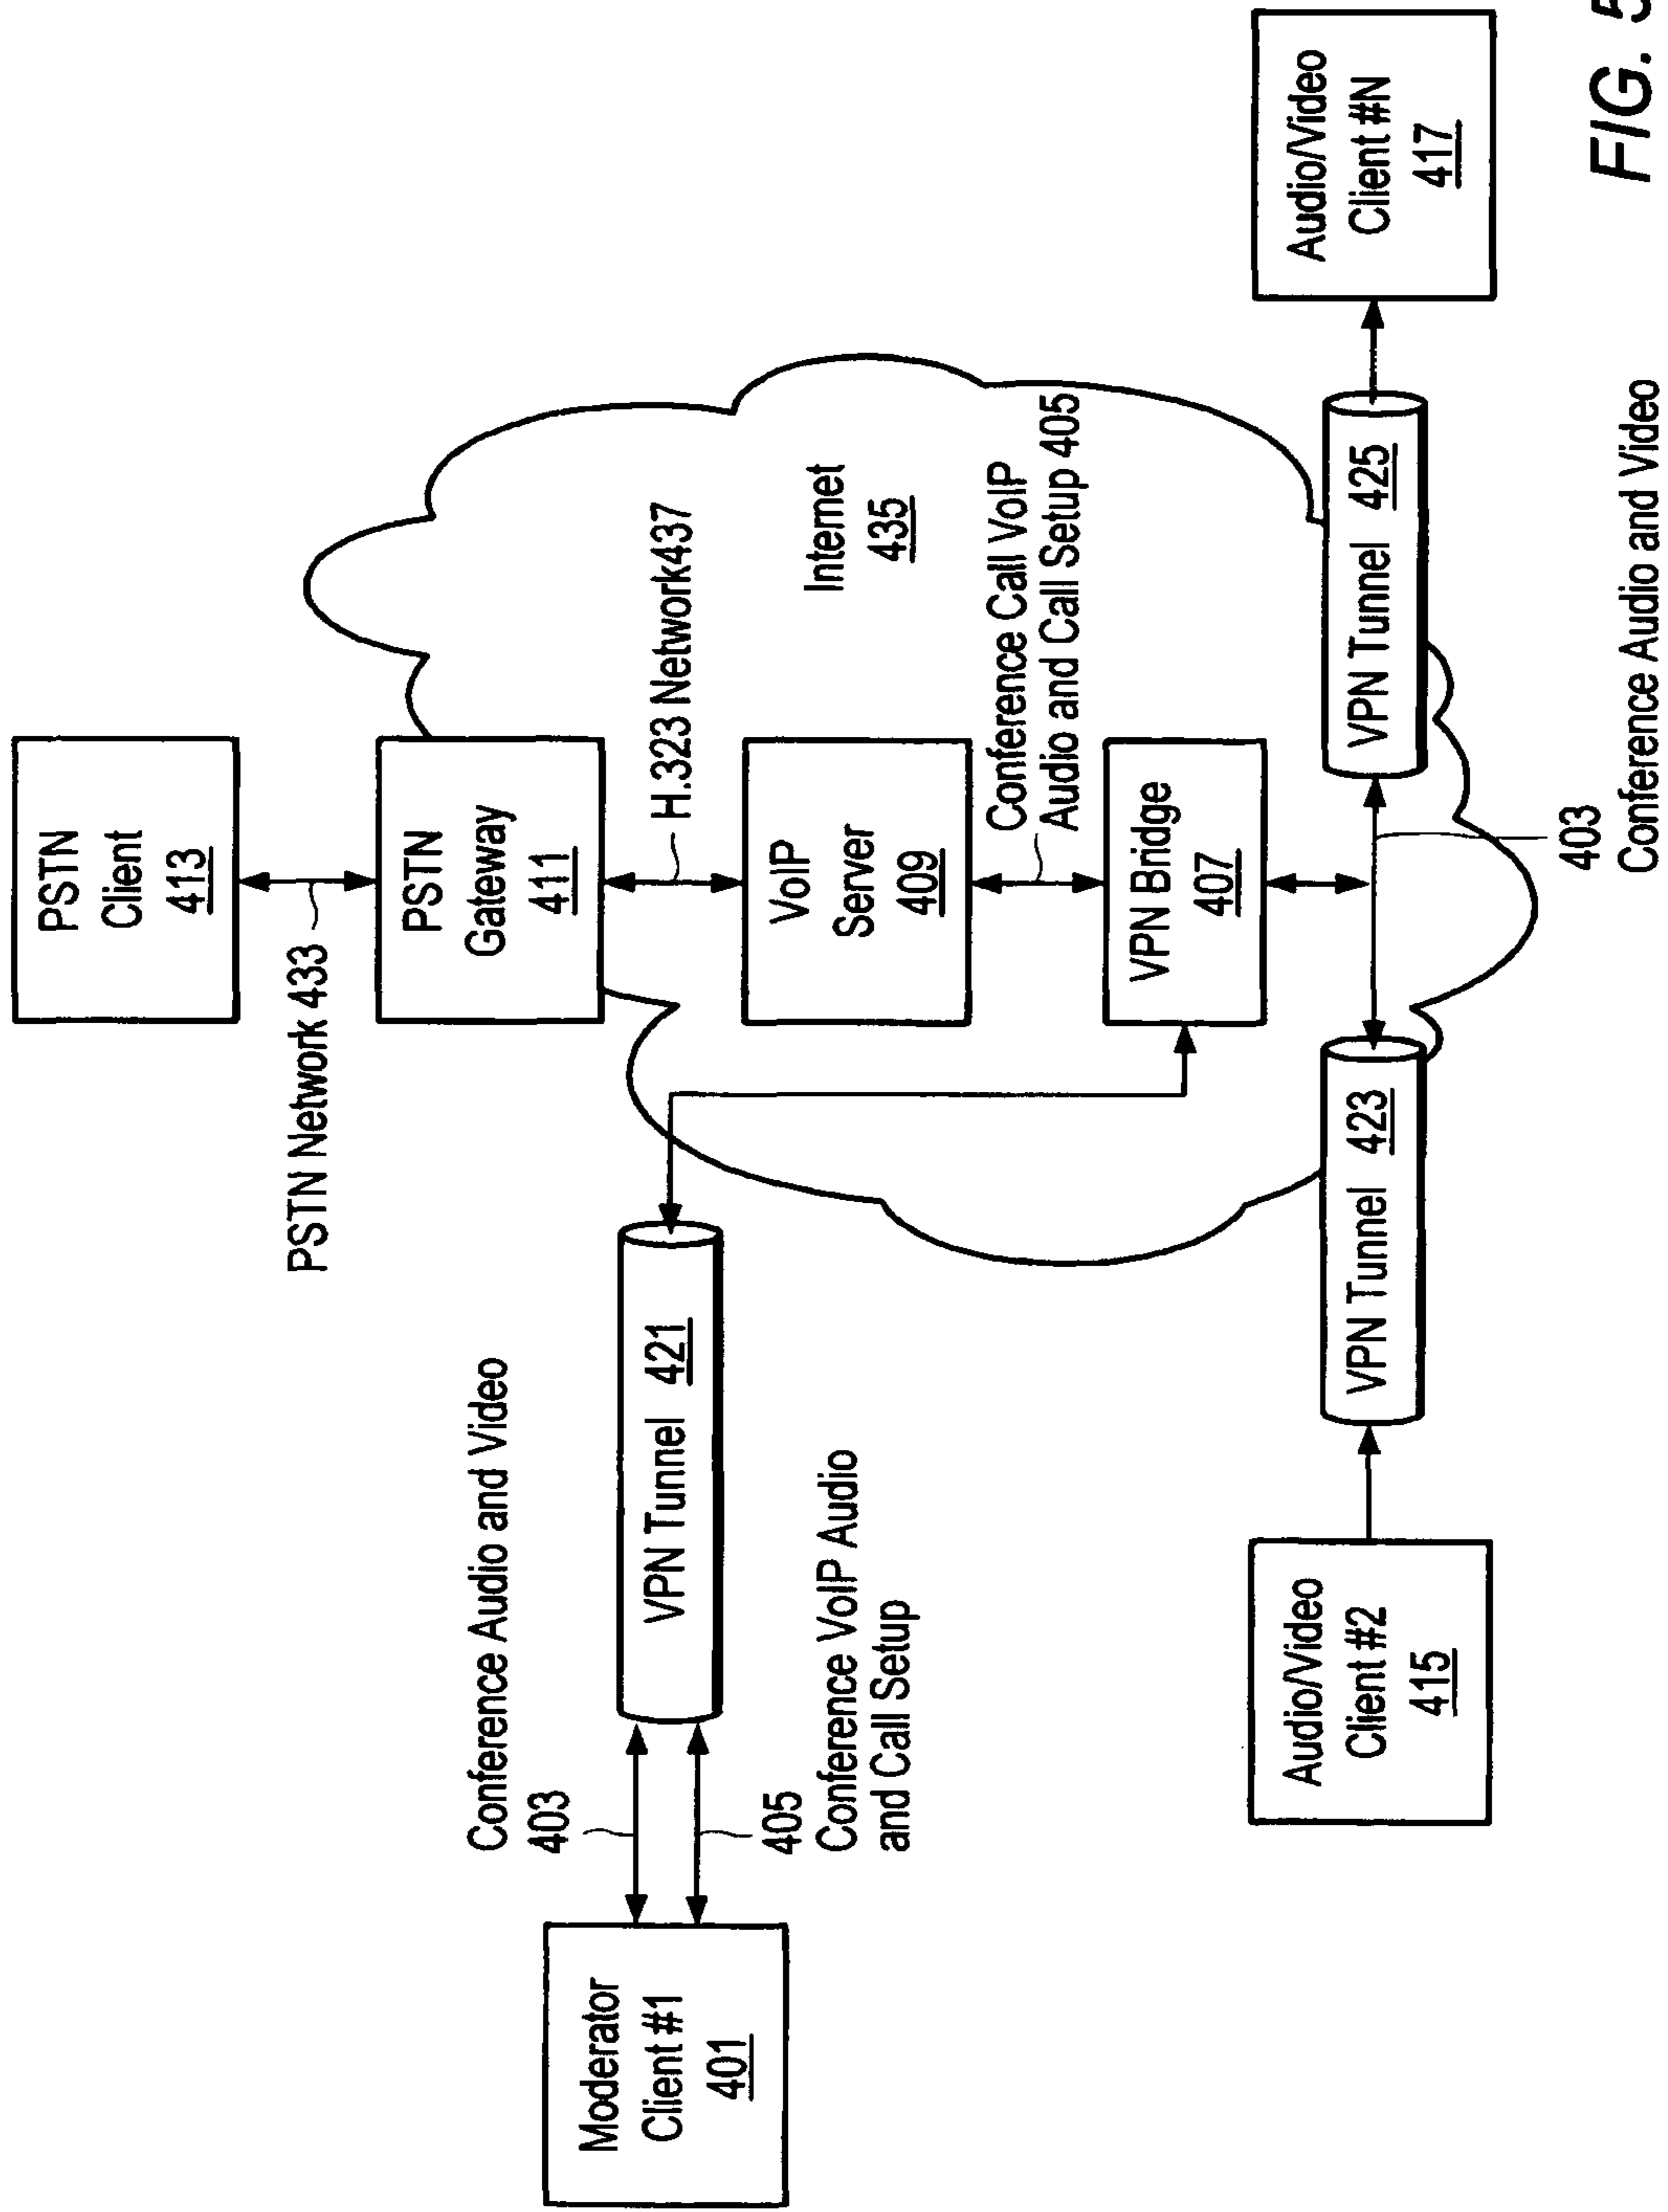 PSTN
Client
413
PSTN Network 433
PSTN
Gateway
411
H.323 Network437
VoIP
Server
409
Internet
435
Conference Call VoIP
Audio and Call Setup 405
VPN Bridge
407
Conference Audio and Video
403
VPN Tunnel 421
405
Conference VoIP Audio
and Call Setup
Moderator
Client #1
401
VPN Tunnel 423
VPN Tunnel 425
Audio/Video
Client #2
415
Audio/Video
Client #N
417
403
Conference Audio and Video
FIG. 5